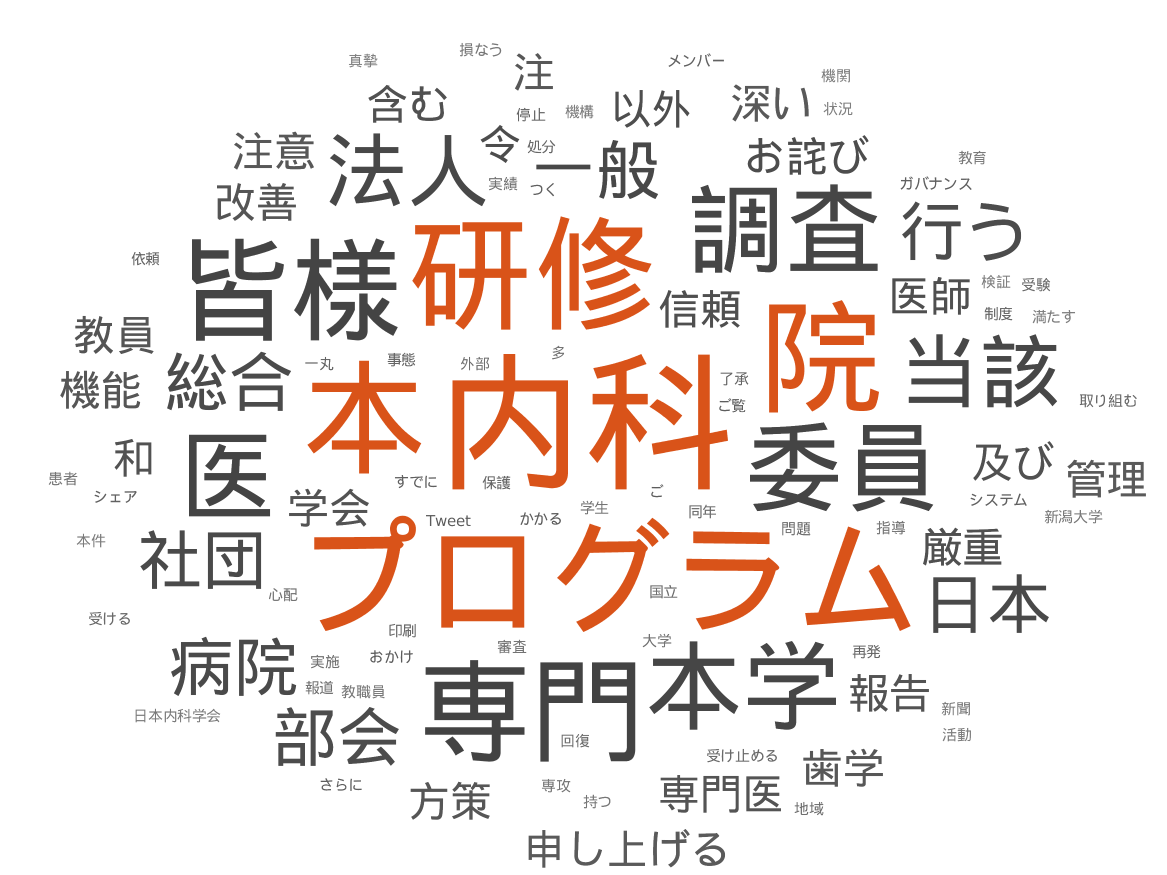 損なう
真摯
メンバー
注
機関
含む
以外
深い
停止
機構
状況
注意
法人
令
処分
一般
お詫び
教育
改善
実績
つく
調査
ガバナンス
行う
依頼
皆様
研修
信頼
医師
検証
受験
制度
満たす
教員
院
機能
総合
一丸
事態
外部
多
当該
本
内科
了承
ご覧
取り組む
和
医
委員
及び
管理
患者
シェア
すでに
保護
ご
システム
学会
Tweet
かかる
学生
同年
問題
指導
新潟大学
本件
社団
プログラム
厳重
心配
国立
日本
受ける
印刷
病院
実施
おかけ
審査
大学
再発
報道
教職員
専門
本学
報告
日本内科学会
部会
回復
新聞
活動
さらに
方策
専攻
持つ
受け止める
専門医
歯学
地域
申し上げる